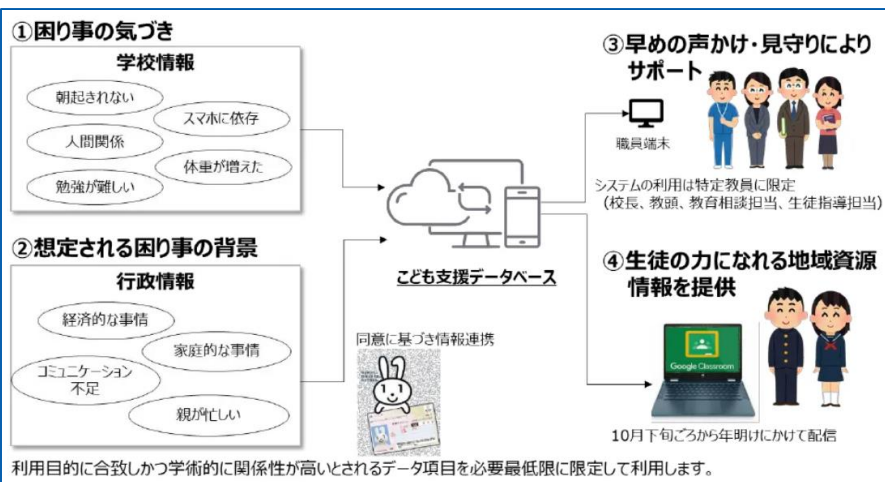 ①困り事の気づき
学校情報
朝起きれない
スマホに依存
人間関係
体重が増えた
勉強が難しい
②想定される困り事の背景
行政情報
経済的な事情
家庭的な事情
コミュニケーション
不足
親が忙しい
こども支援データベース
同意に基づき情報連携
③早めの声かけ・見守りにより
サポート
職員端末
システムの利用は特定教員に限定
(校長、教頭、教育相談担当、生徒指導担当)
④生徒の力になれる地域資源
情報を提供
Google Classroom
10月下旬ごろから年明けにかけて配信
利用目的に合致しかつ学術的に関係性が高いとされるデータ項目を必要最低限に限定して利用します。